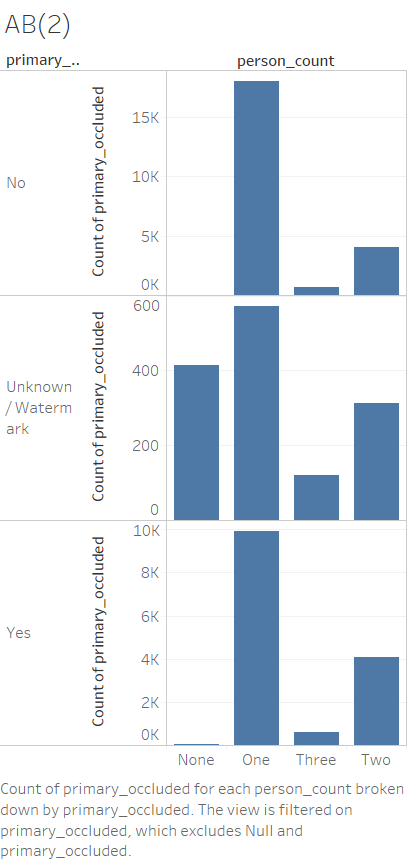 AB(2)
primary_..
person_count
No
Count of primary_occluded
15K
10K
5K
0K
Unknown
/ Waterm
ark
Count of primary_occluded
600
400
200
0
Yes
Count of primary_occluded
10K
8K
6K
4K
2K
0K
None One Three Two
Count of primary_occluded for each person_count broken
down by primary_occluded. The view is filtered on
primary_occluded, which excludes Null and
primary_occluded.